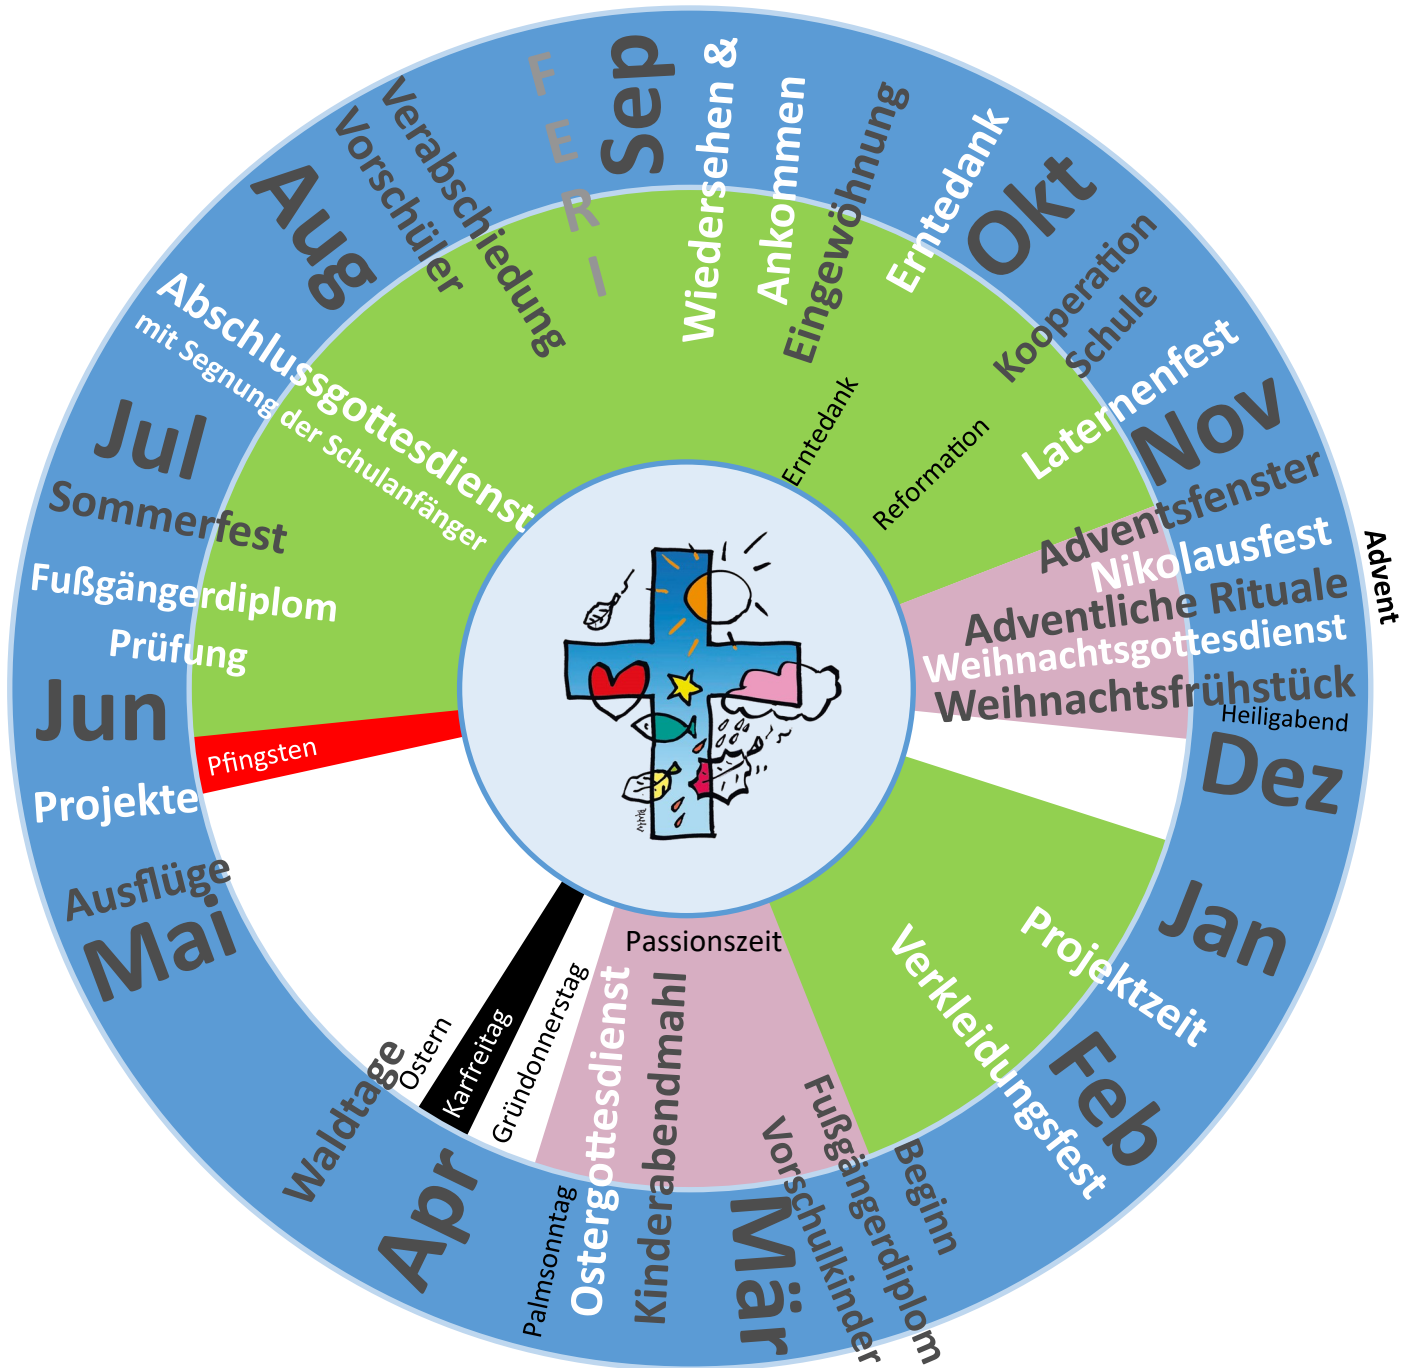 Sep
Wiedersehen &
Ankommen
Eingewöhnung
Erntedank
Erntedank
Okt
Kooperation
Schule
Reformation
Laternenfest
Nov
Adventsfenster
Advent
Nikolausfest
Adventliche Rituale
Weihnachtsgottesdienst
Weihnachtsfrühstück
Heiligabend
Dez
Jan
Projektzeit
Feb
Verkleidungsfest
Beginn
Fußgängerdiplom
Vorschulkinder
Mär
Passionszeit
Kinderabendmahl
Ostergottesdienst
Palmsonntag
Gründonnerstag
Karfreitag
Ostern
Apr
Waldtage
Mai
Ausflüge
Projekte
Pfingsten
Jun
Prüfung
Fußgängerdiplom
Sommerfest
Jul
mit Segnung der Schulanfänger
Abschlussgottesdienst
Aug
Vorschüler
Verabschiedung
F
E
R
I